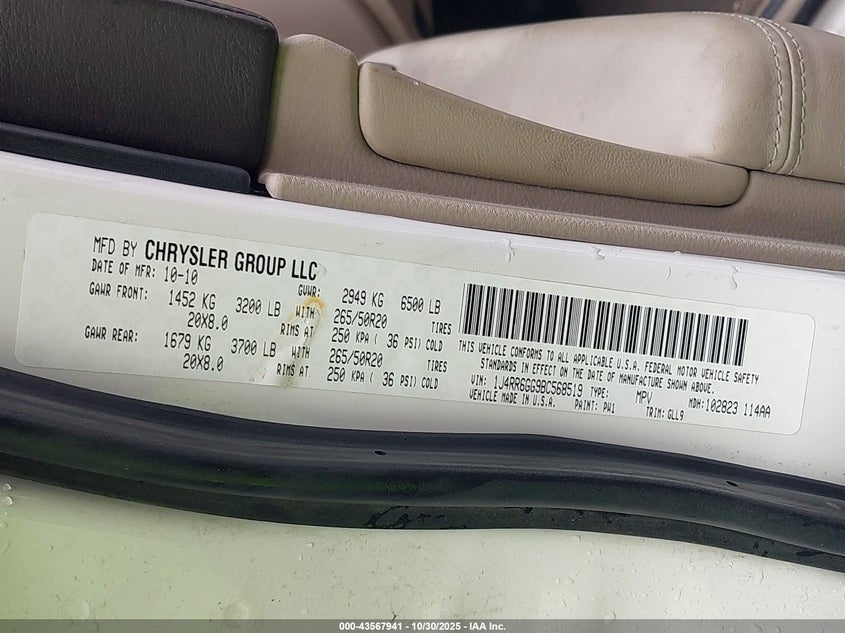 MFD BY CHRYSLER GROUP LLC
DATE OF MFR: 10-10 GVWR: 2949 KG 6500 LB
GAWR FRONT: 1452 KG 3200 LB WITH 265/50R20 TIRES
20X8.0 RIMS AT 250 KPA ( 36 PSI) COLD
GAWR REAR: 1679 KG 3700 LB WITH 265/50R20 TIRES
20X8.0 RIMS AT 250 KPA ( 36 PSI) COLD
THIS VEHICLE CONFORMS TO ALL APPLICABLE U.S.A. FEDERAL MOTOR VEHICLE SAFETY
STANDARDS IN EFFECT ON THE DATE OF MANUFACTURE SHOWN ABOVE.
VIN: 1J4RR6GG9BC568519 TYPE: MPV MDH:102823 114AA
VEHICLE MADE IN U.S.A. PAINT: PW1 TRIM: GLL9
000-43567941 - 10/30/2025 - IAA Inc.